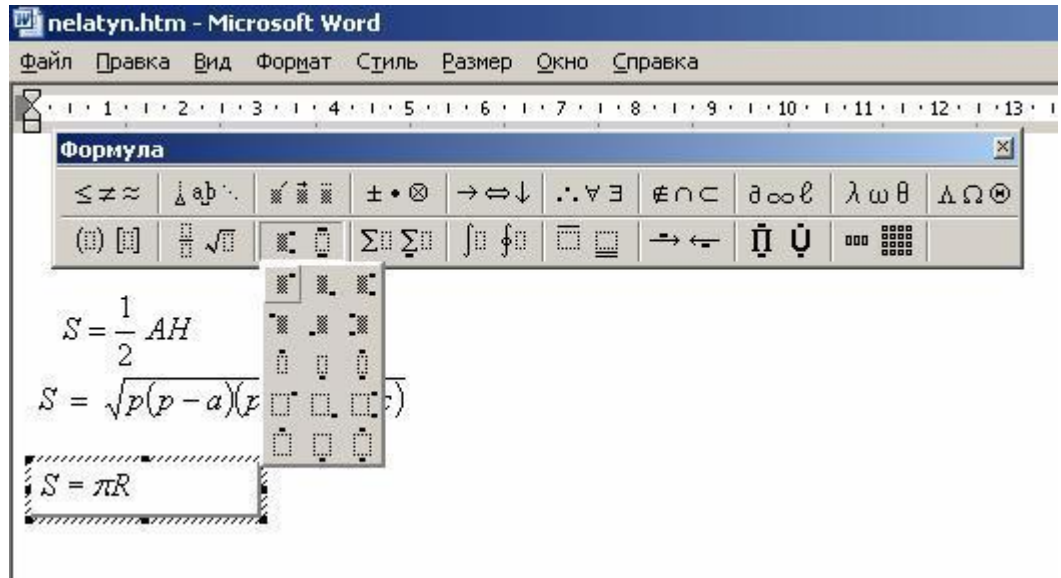 nelatyn.htm - Microsoft Word
Файл Правка Вид Формат Стиль Размер Окно Справка
1 2 3 4 5 6 7 8 9 10 11 12 13
Формула
≤ ≠ ≈ ab ± • ⊗ → ⇔ ↓ ∴ ∀ ∃ ∉ ∩ ⊂ ∂ ∞ ℓ λ ω θ Λ Ω Θ
(▯) [▯] √▯ Σ▯ Σ▯ ∫▯ ∮▯ → ← Π Ụ
S = 1/2 AH
S = √p(p − a)(p c)
S = πR